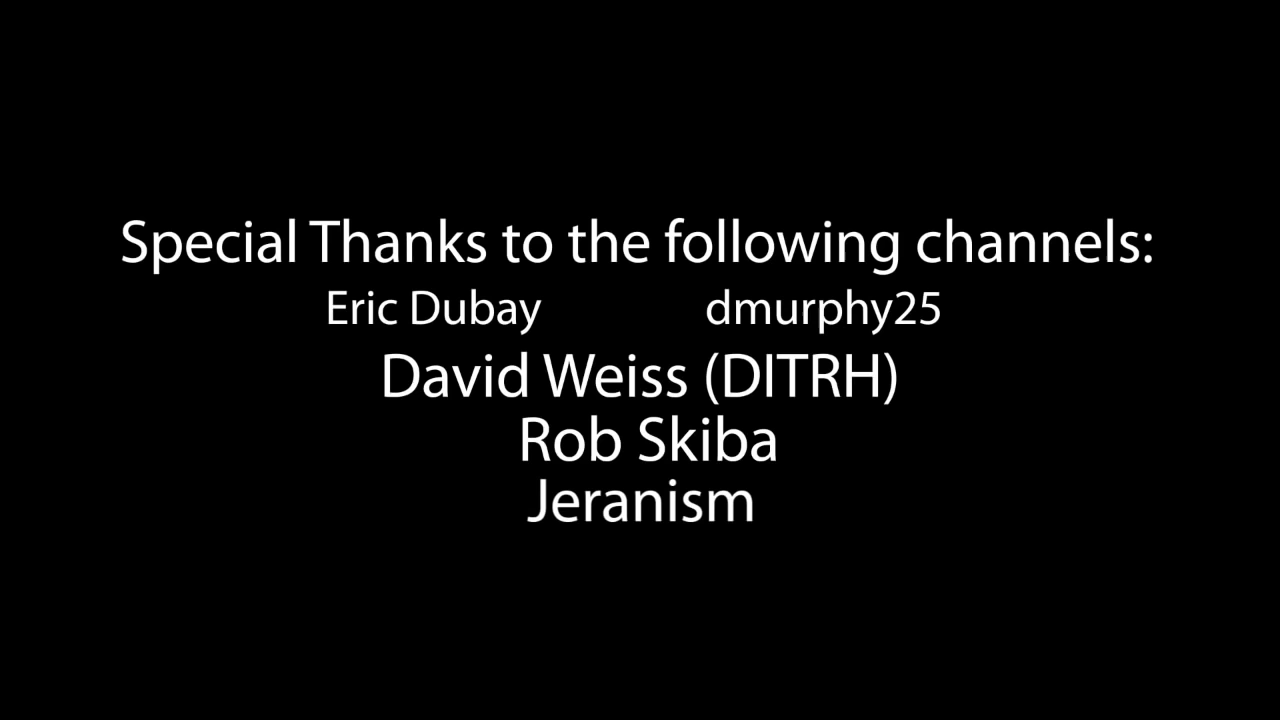 Special Thanks to the following channels:
Eric Dubay dmurphy25
David Weiss (DITRH)
Rob Skiba
Jeranism